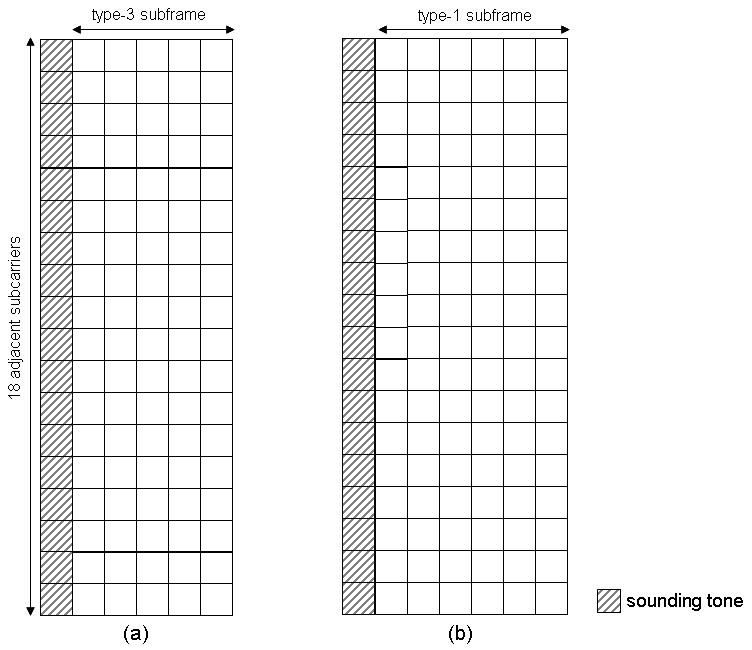 type-3 subframe
type-1 subframe
18 adjacent subcarriers
sounding tone
(a)
(b)